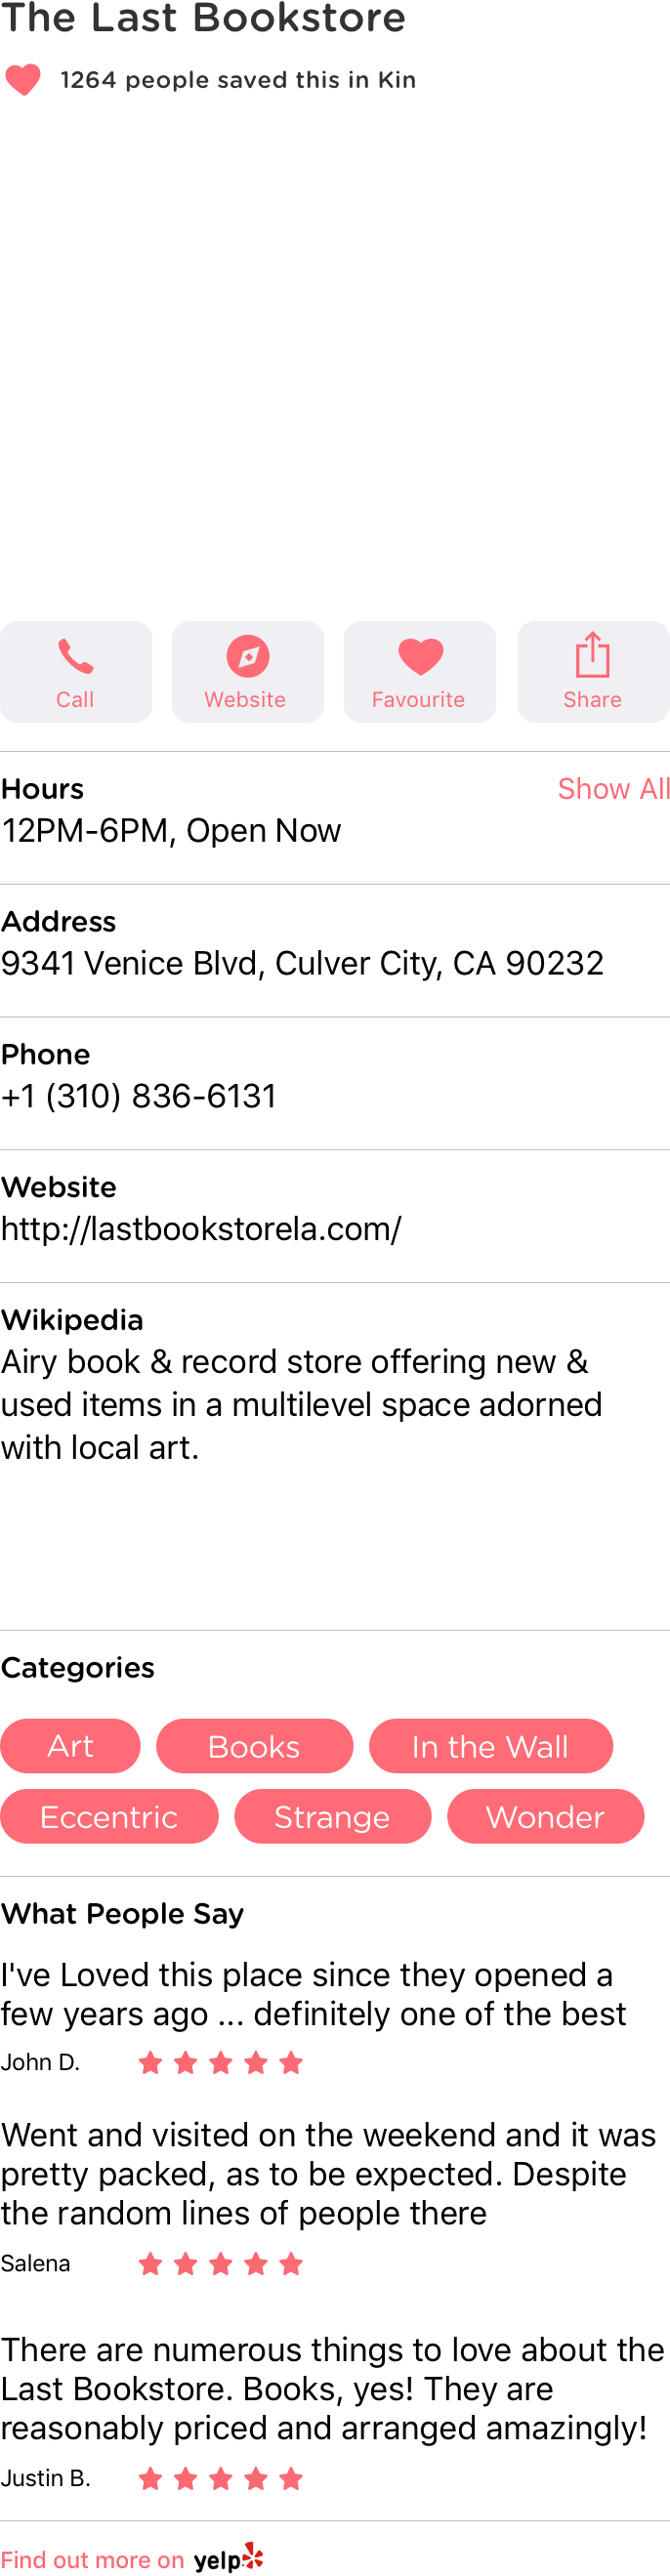 The Last Bookstore
1264 people saved this in Kin
Call Website Favourite Share
Hours Show All
12PM-6PM, Open Now
Address
9341 Venice Blvd, Culver City, CA 90232
Phone
+1 (310) 836-6131
Website
http://lastbookstorela.com/
Wikipedia
Airy book & record store offering new &
used items in a multilevel space adorned
with local art.
Categories
Art Books In the Wall
Eccentric Strange Wonder
What People Say
I've Loved this place since they opened a
few years ago ... definitely one of the best
John D.
Went and visited on the weekend and it was
pretty packed, as to be expected. Despite
the random lines of people there
Salena
There are numerous things to love about the
Last Bookstore. Books, yes! They are
reasonably priced and arranged amazingly!
Justin B.
Find out more on yelp